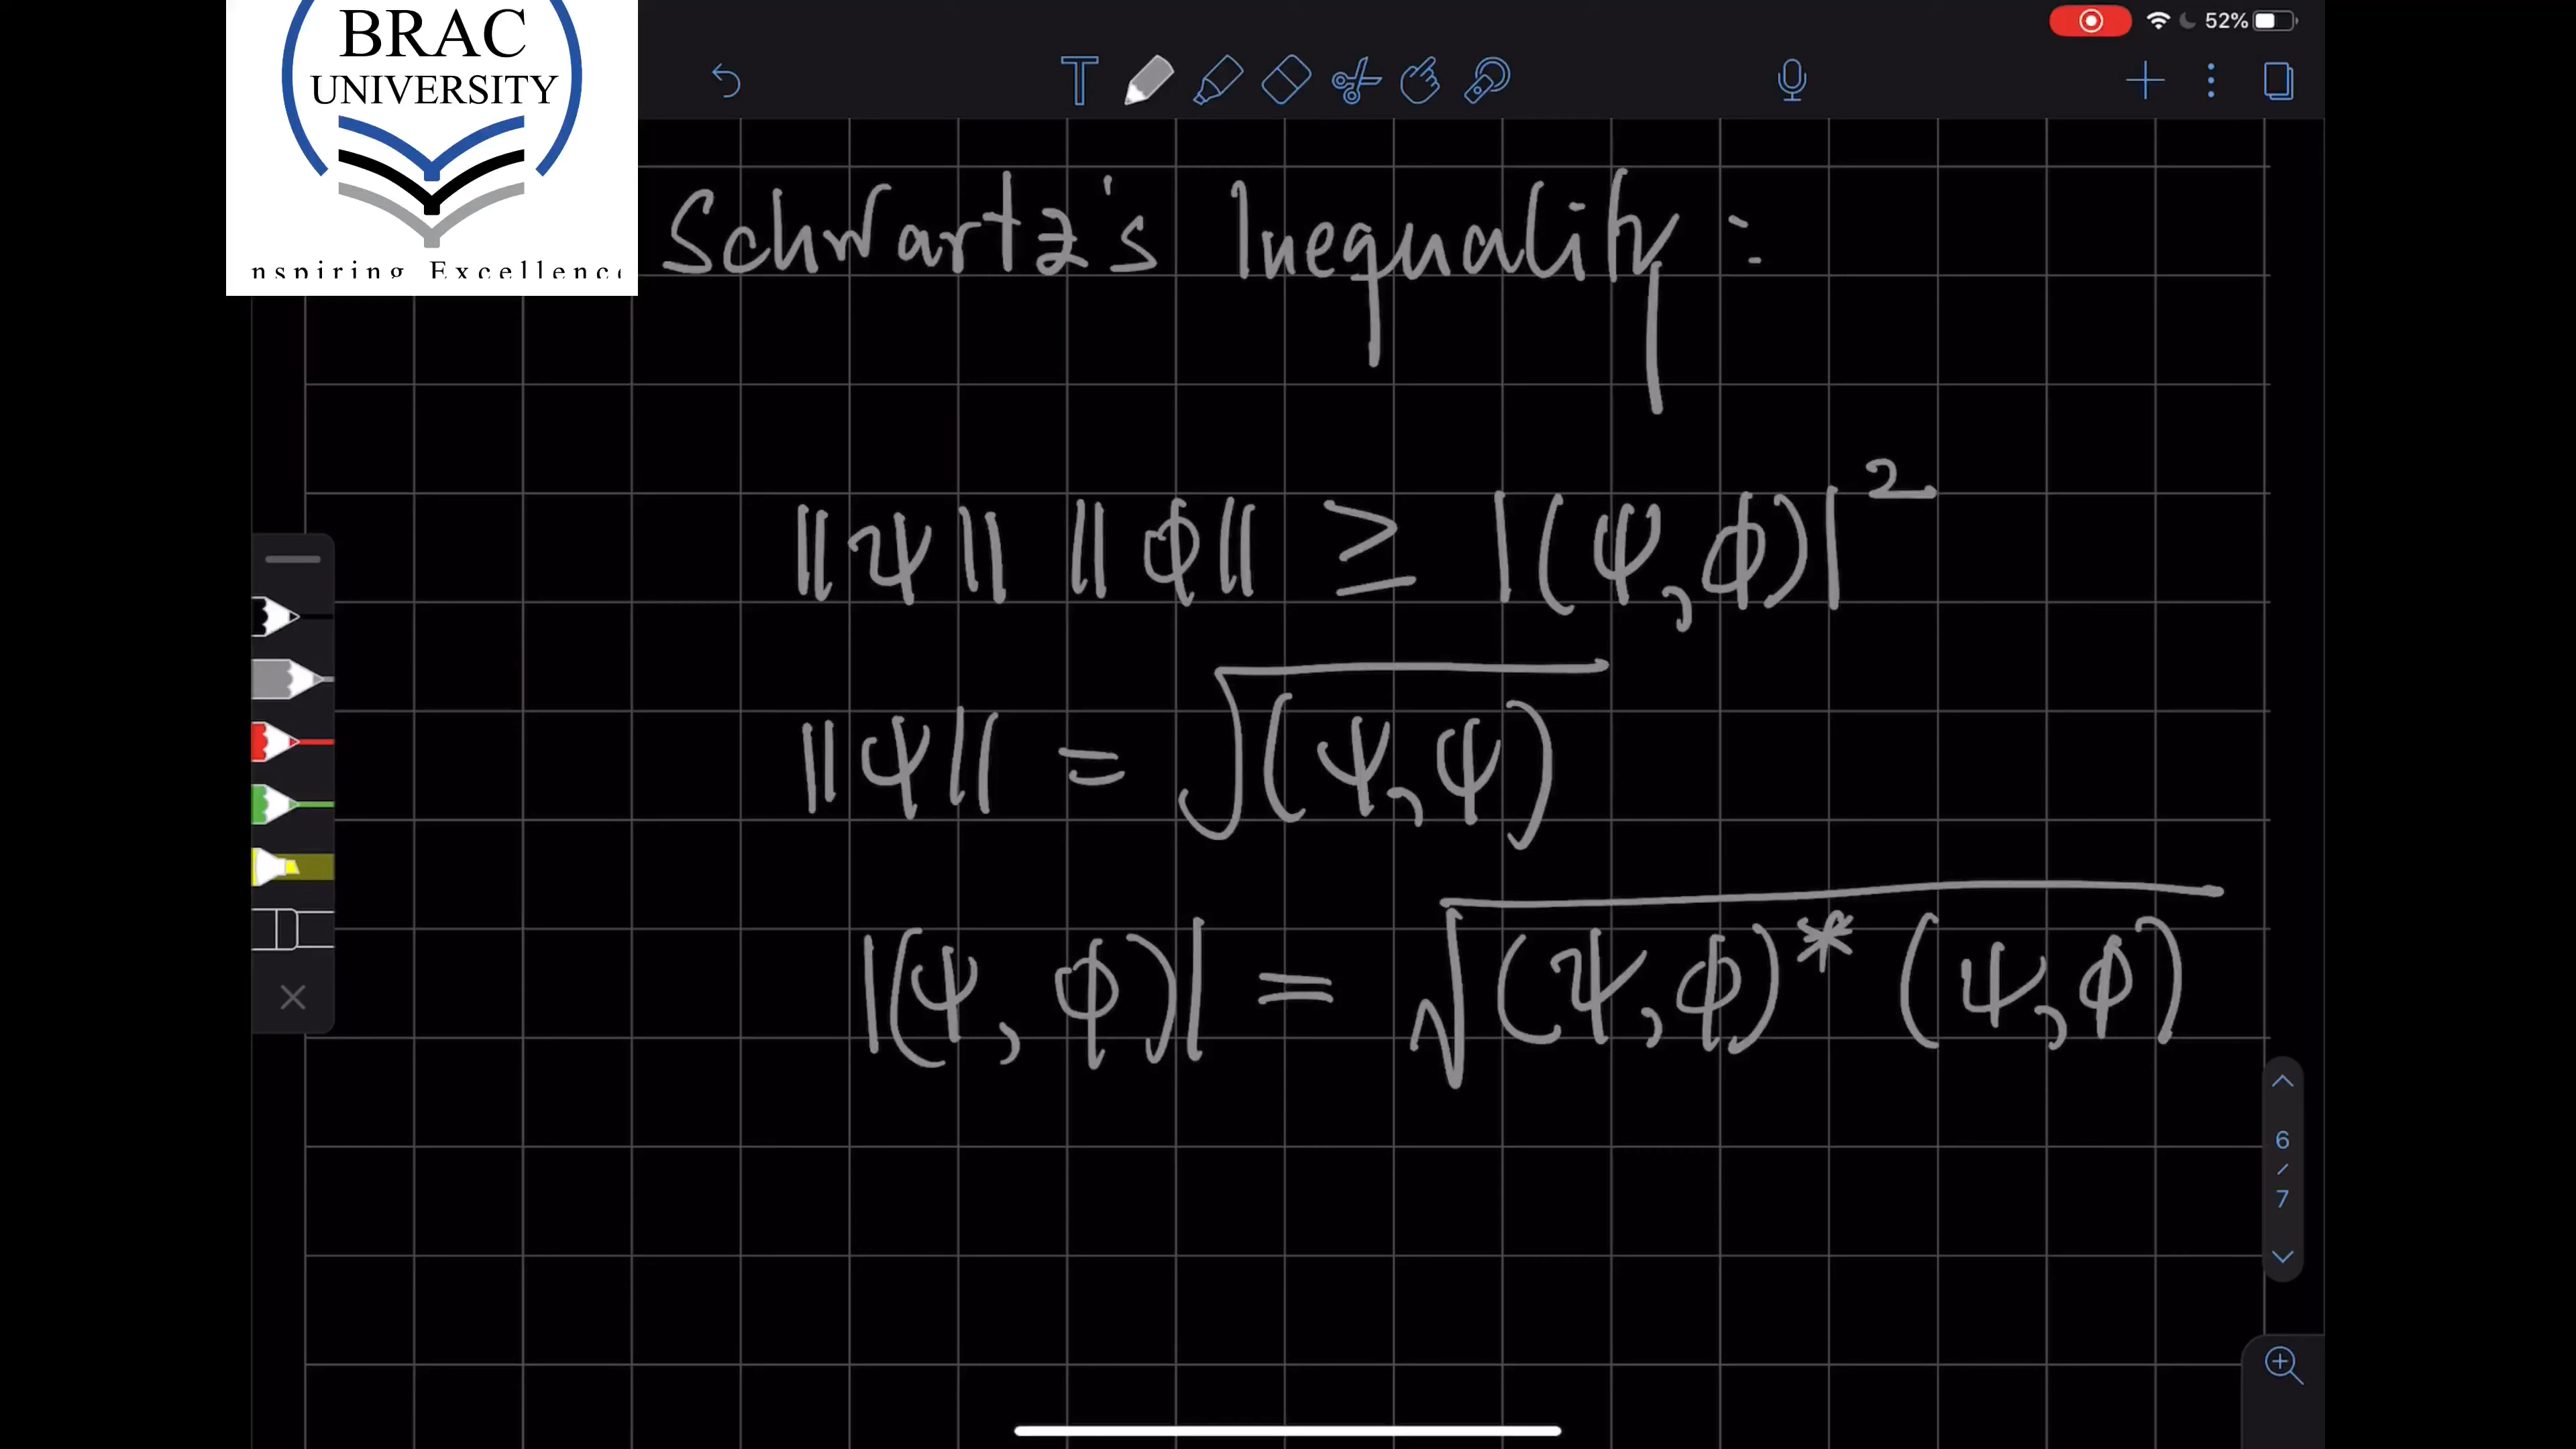 BRAC
UNIVERSITY
nspiring Excellenc
52%
T
Schwartz's Inequality :
||ψ|| ||φ|| ≥ |(ψ,φ)|²
||ψ|| = √(ψ,ψ)
|(ψ, φ)| = √(ψ,φ)* (ψ,φ)
6
/
7